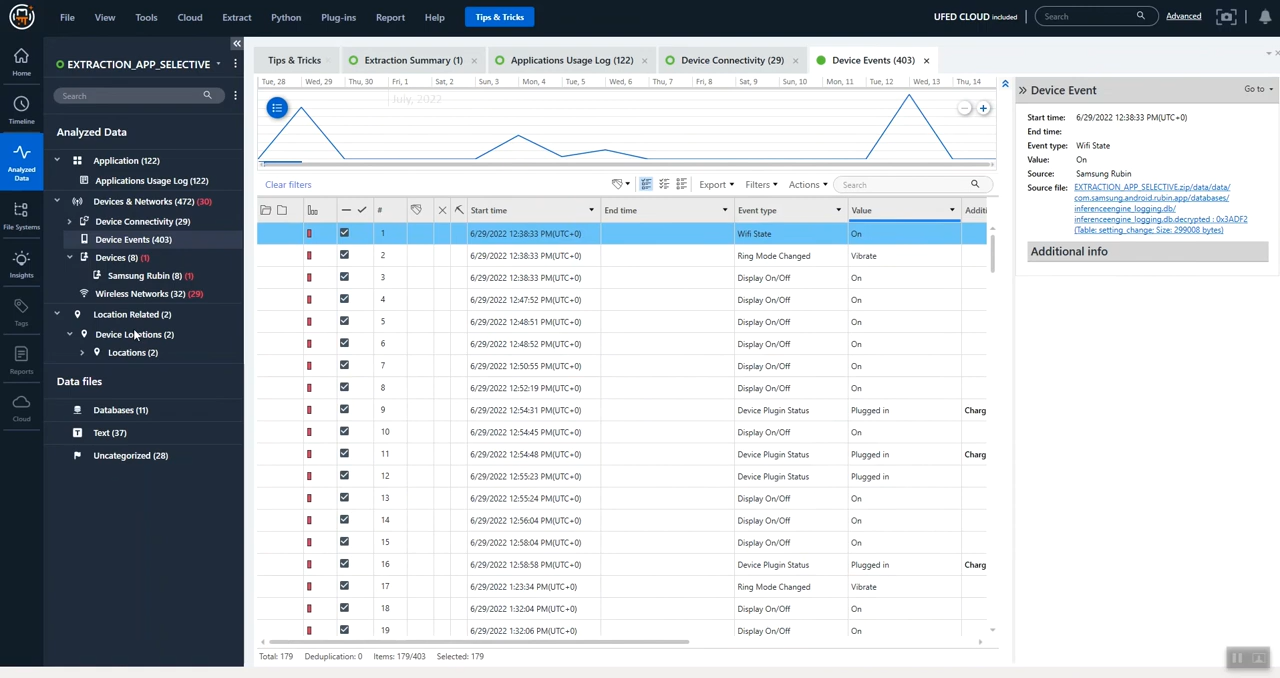 File View Tools Cloud Extract Python Plug-ins Report Help Tips & Tricks UFED CLOUD included Search Advanced
Home
Timeline
Analyzed Data
File Systems
Insights
Tags
Reports
Cloud
EXTRACTION_APP_SELECTIVE
Search
Analyzed Data
Application (122)
Applications Usage Log (122)
Devices & Networks (472) (30)
Device Connectivity (29)
Device Events (403)
Devices (8) (1)
Samsung Rubin (8) (1)
Wireless Networks (32) (29)
Location Related (2)
Device Locations (2)
Locations (2)
Data files
Databases (11)
Text (37)
Uncategorized (28)
Tips & Tricks Extraction Summary (1) × Applications Usage Log (122) × Device Connectivity (29) × Device Events (403) ×
Tue, 28 Wed, 29 Thu, 30 Fri, 1 Sat, 2 Sun, 3 Mon, 4 Tue, 5 Wed, 6 Thu, 7 Fri, 8 Sat, 9 Sun, 10 Mon, 11 Tue, 12 Wed, 13 Thu, 14
July, 2022
Clear filters Export Filters Actions Search
# Start time End time Event type Value Additi
1 6/29/2022 12:38:33 PM(UTC+0) Wifi State On
2 6/29/2022 12:38:33 PM(UTC+0) Ring Mode Changed Vibrate
3 6/29/2022 12:38:33 PM(UTC+0) Display On/Off On
4 6/29/2022 12:47:52 PM(UTC+0) Display On/Off On
5 6/29/2022 12:48:51 PM(UTC+0) Display On/Off On
6 6/29/2022 12:48:52 PM(UTC+0) Display On/Off On
7 6/29/2022 12:50:55 PM(UTC+0) Display On/Off On
8 6/29/2022 12:52:19 PM(UTC+0) Display On/Off On
9 6/29/2022 12:54:31 PM(UTC+0) Device Plugin Status Plugged in Charg
10 6/29/2022 12:54:45 PM(UTC+0) Display On/Off On
11 6/29/2022 12:54:48 PM(UTC+0) Device Plugin Status Plugged in Charg
12 6/29/2022 12:55:23 PM(UTC+0) Device Plugin Status Plugged in
13 6/29/2022 12:55:24 PM(UTC+0) Display On/Off On
14 6/29/2022 12:56:04 PM(UTC+0) Display On/Off On
15 6/29/2022 12:58:04 PM(UTC+0) Display On/Off On
16 6/29/2022 12:58:58 PM(UTC+0) Device Plugin Status Plugged in Charg
17 6/29/2022 1:23:34 PM(UTC+0) Ring Mode Changed Vibrate
18 6/29/2022 1:32:04 PM(UTC+0) Display On/Off On
19 6/29/2022 1:32:06 PM(UTC+0) Display On/Off On
Total: 179 Deduplication: 0 Items: 179/403 Selected: 179
Device Event Go to
Start time: 6/29/2022 12:38:33 PM(UTC+0)
End time:
Event type: Wifi State
Value: On
Source: Samsung Rubin
Source file: EXTRACTION_APP_SELECTIVE.zip/data/data/
com.samsung.android.rubin.app/databases/
inferenceengine_logging.db/
inferenceengine_logging.db.decrypted : 0x3ADF2
(Table: setting_change; Size: 299008 bytes)
Additional info